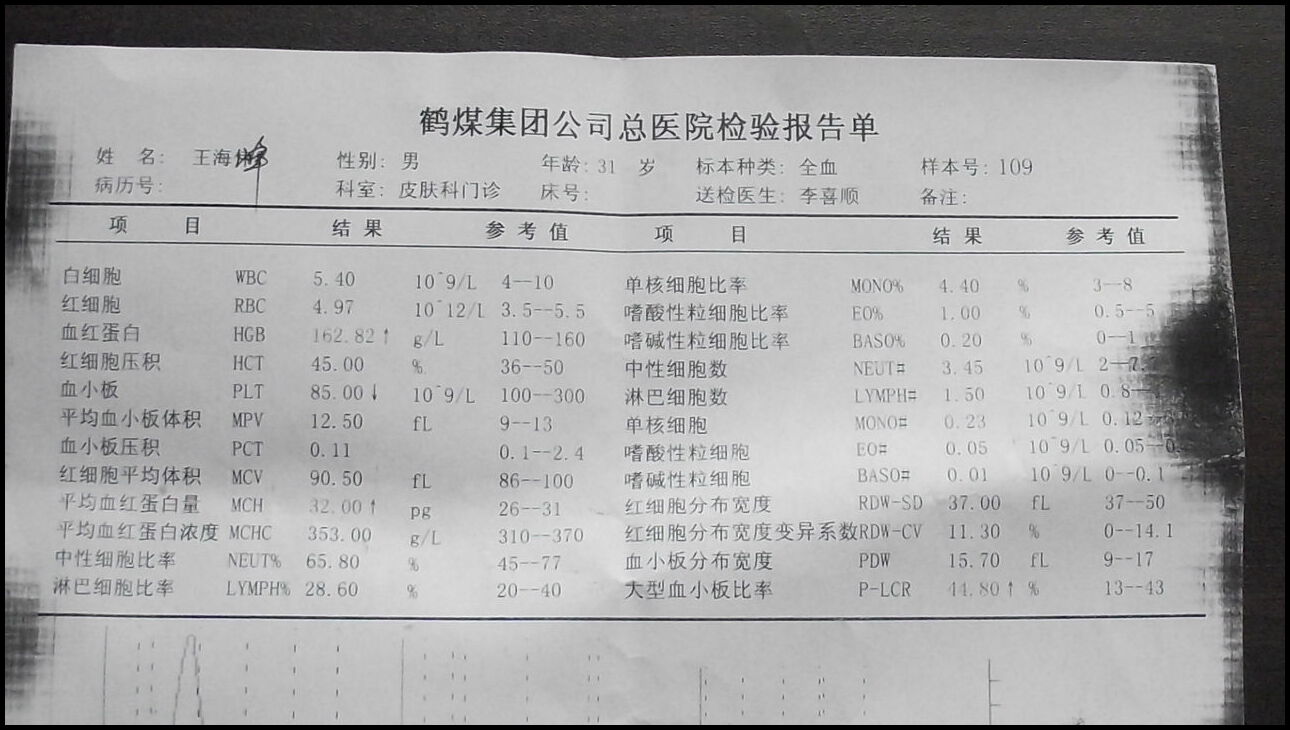 鹤煤集团公司总医院检验报告单
姓 名: 王海峰 性别: 男 年龄: 31 岁 标本种类: 全血 样本号: 109
病历号: 科室: 皮肤科门诊 床号: 送检医生: 李喜顺 备注:
项 目 结 果 参 考 值 项 目 结 果 参 考 值
白细胞 WBC 5.40 10^9/L 4--10 单核细胞比率 MONO% 4.40 % 3--8
红细胞 RBC 4.97 10^12/L 3.5--5.5 嗜酸性粒细胞比率 EO% 1.00 % 0.5--5
血红蛋白 HGB 162.82↑ g/L 110--160 嗜碱性粒细胞比率 BASO% 0.20 % 0--1
红细胞压积 HCT 45.00 % 36--50 中性细胞数 NEUT# 3.45 10^9/L 2--7
血小板 PLT 85.00↓ 10^9/L 100--300 淋巴细胞数 LYMPH# 1.50 10^9/L 0.8--
平均血小板体积 MPV 12.50 fL 9--13 单核细胞 MONO# 0.23 10^9/L 0.12--
血小板压积 PCT 0.11 0.1--2.4 嗜酸性粒细胞 EO# 0.05 10^9/L 0.05--0
红细胞平均体积 MCV 90.50 fL 86--100 嗜碱性粒细胞 BASO# 0.01 10^9/L 0--0.1
平均血红蛋白量 MCH 32.00↑ pg 26--31 红细胞分布宽度 RDW-SD 37.00 fL 37--50
平均血红蛋白浓度 MCHC 353.00 g/L 310--370 红细胞分布宽度变异系数 RDW-CV 11.30 % 0--14.1
中性细胞比率 NEUT% 65.80 % 45--77 血小板分布宽度 PDW 15.70 fL 9--17
淋巴细胞比率 LYMPH% 28.60 % 20--40 大型血小板比率 P-LCR 44.80↑ % 13--43